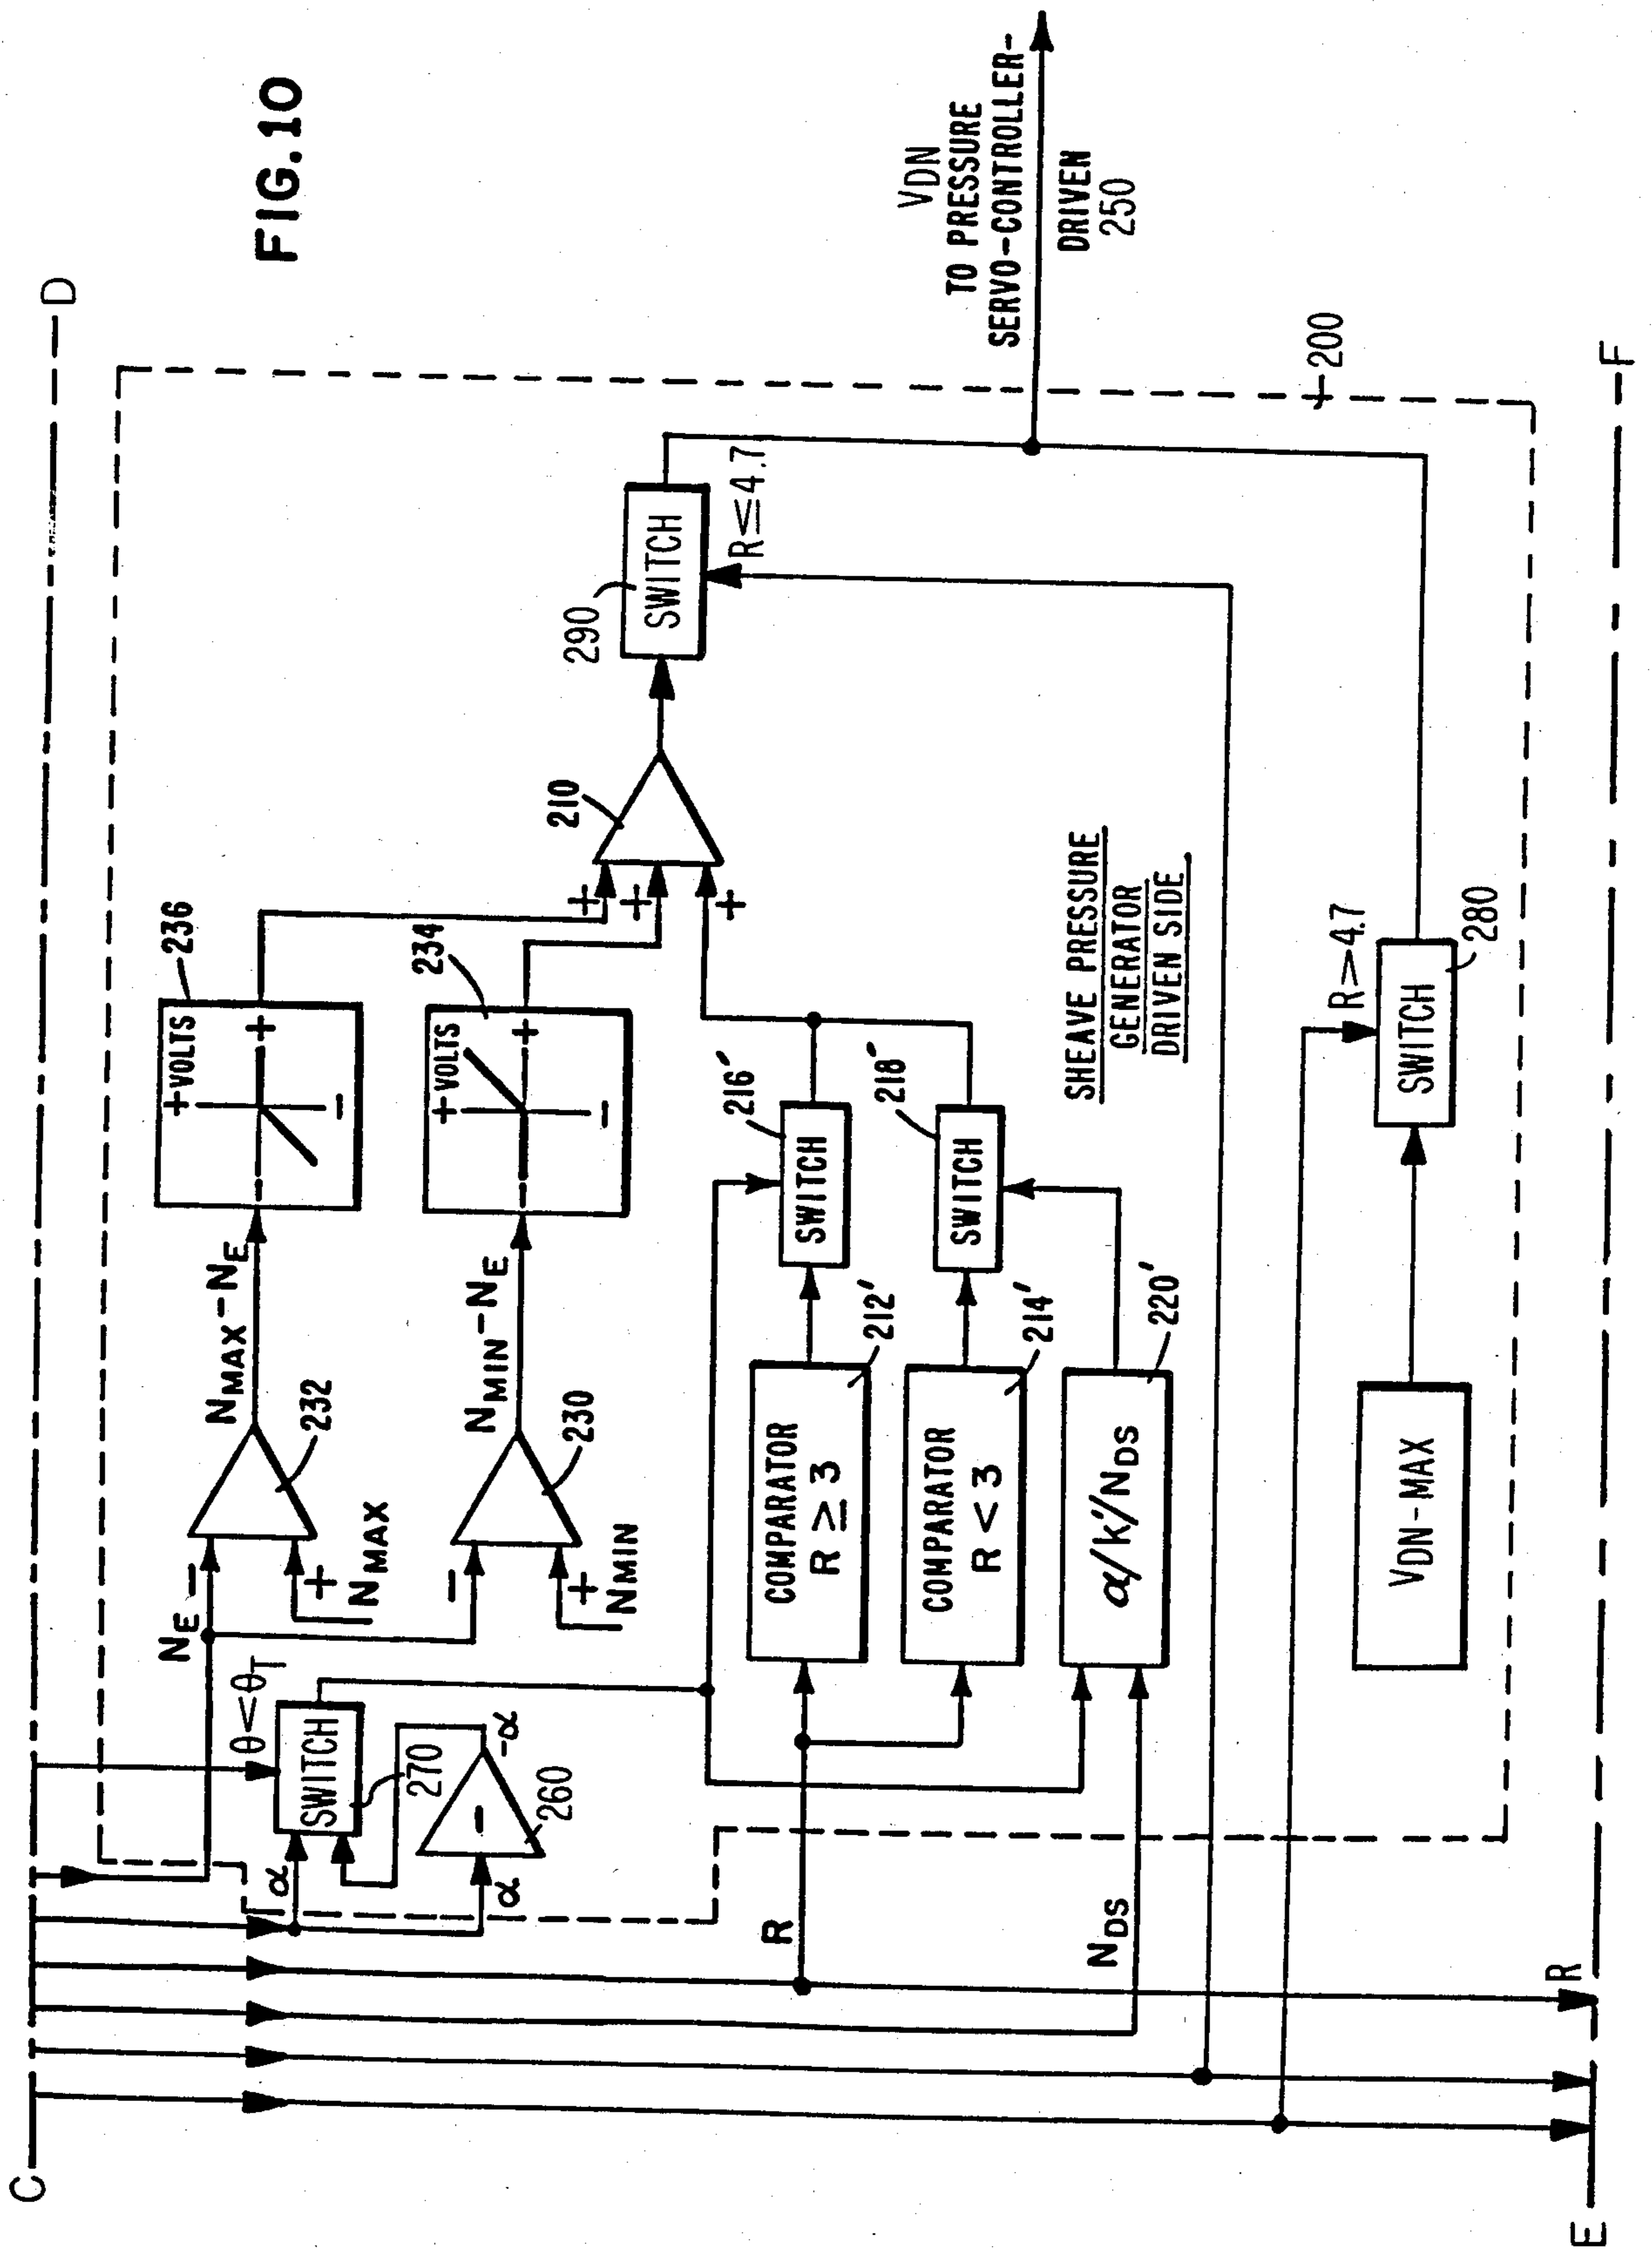 FIG.10
C
D
NE
−
+
NMAX
232
NMAX-NE
+VOLTS
+
−
236
θ<θT
SWITCH
270
α
α
-α
−
260
−
+
NMIN
230
NMIN-NE
+VOLTS
+
−
234
+
+
+
210
290
SWITCH
R≤4.7
VDN
TO PRESSURE
SERVO-CONTROLLER-
DRIVEN
250
R
COMPARATOR
R ≥ 3
212'
SWITCH
216'
COMPARATOR
R < 3
214'
SWITCH
218'
NDS
α/k'/NDS
220'
SHEAVE PRESSURE
GENERATOR
DRIVEN SIDE
VDN-MAX
R>4.7
SWITCH
280
200
R
E
F